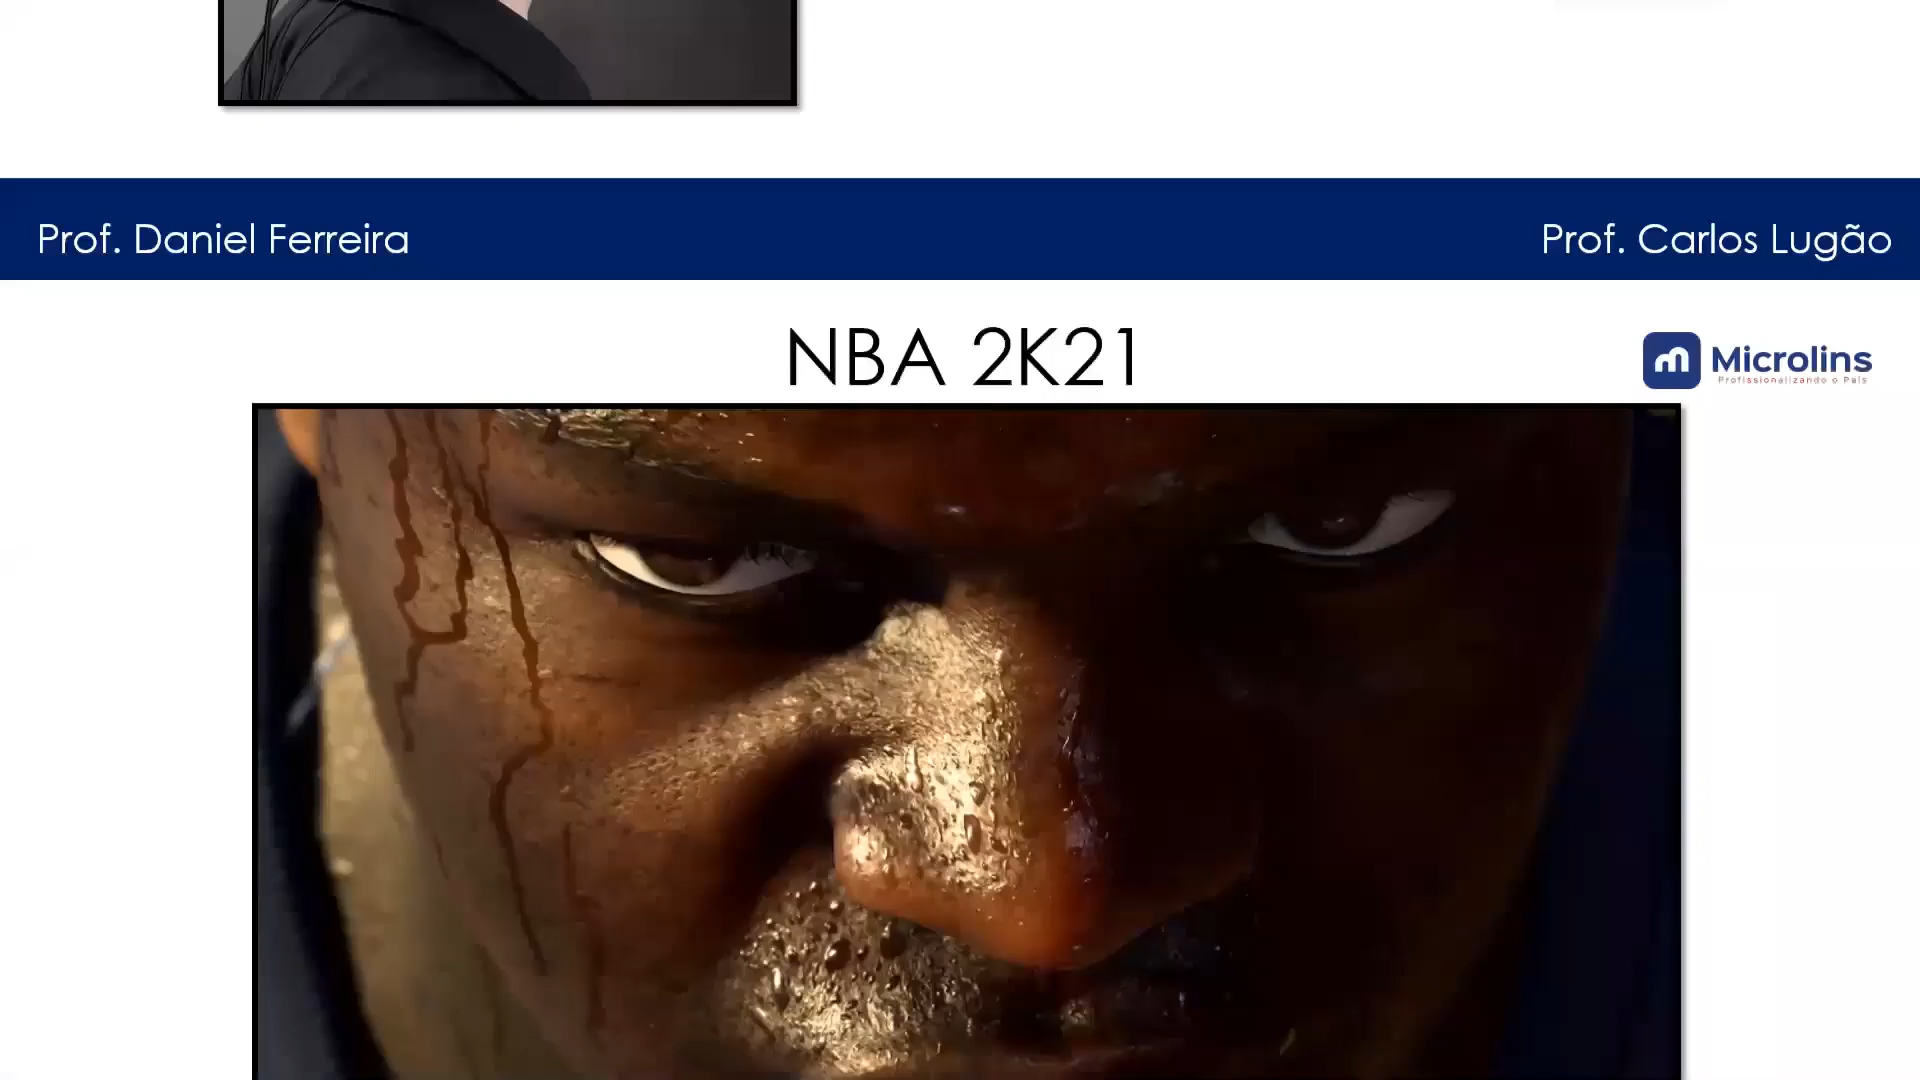 Prof. Daniel Ferreira
Prof. Carlos Lugão
NBA 2K21
Microlins
Profissionalizando o País